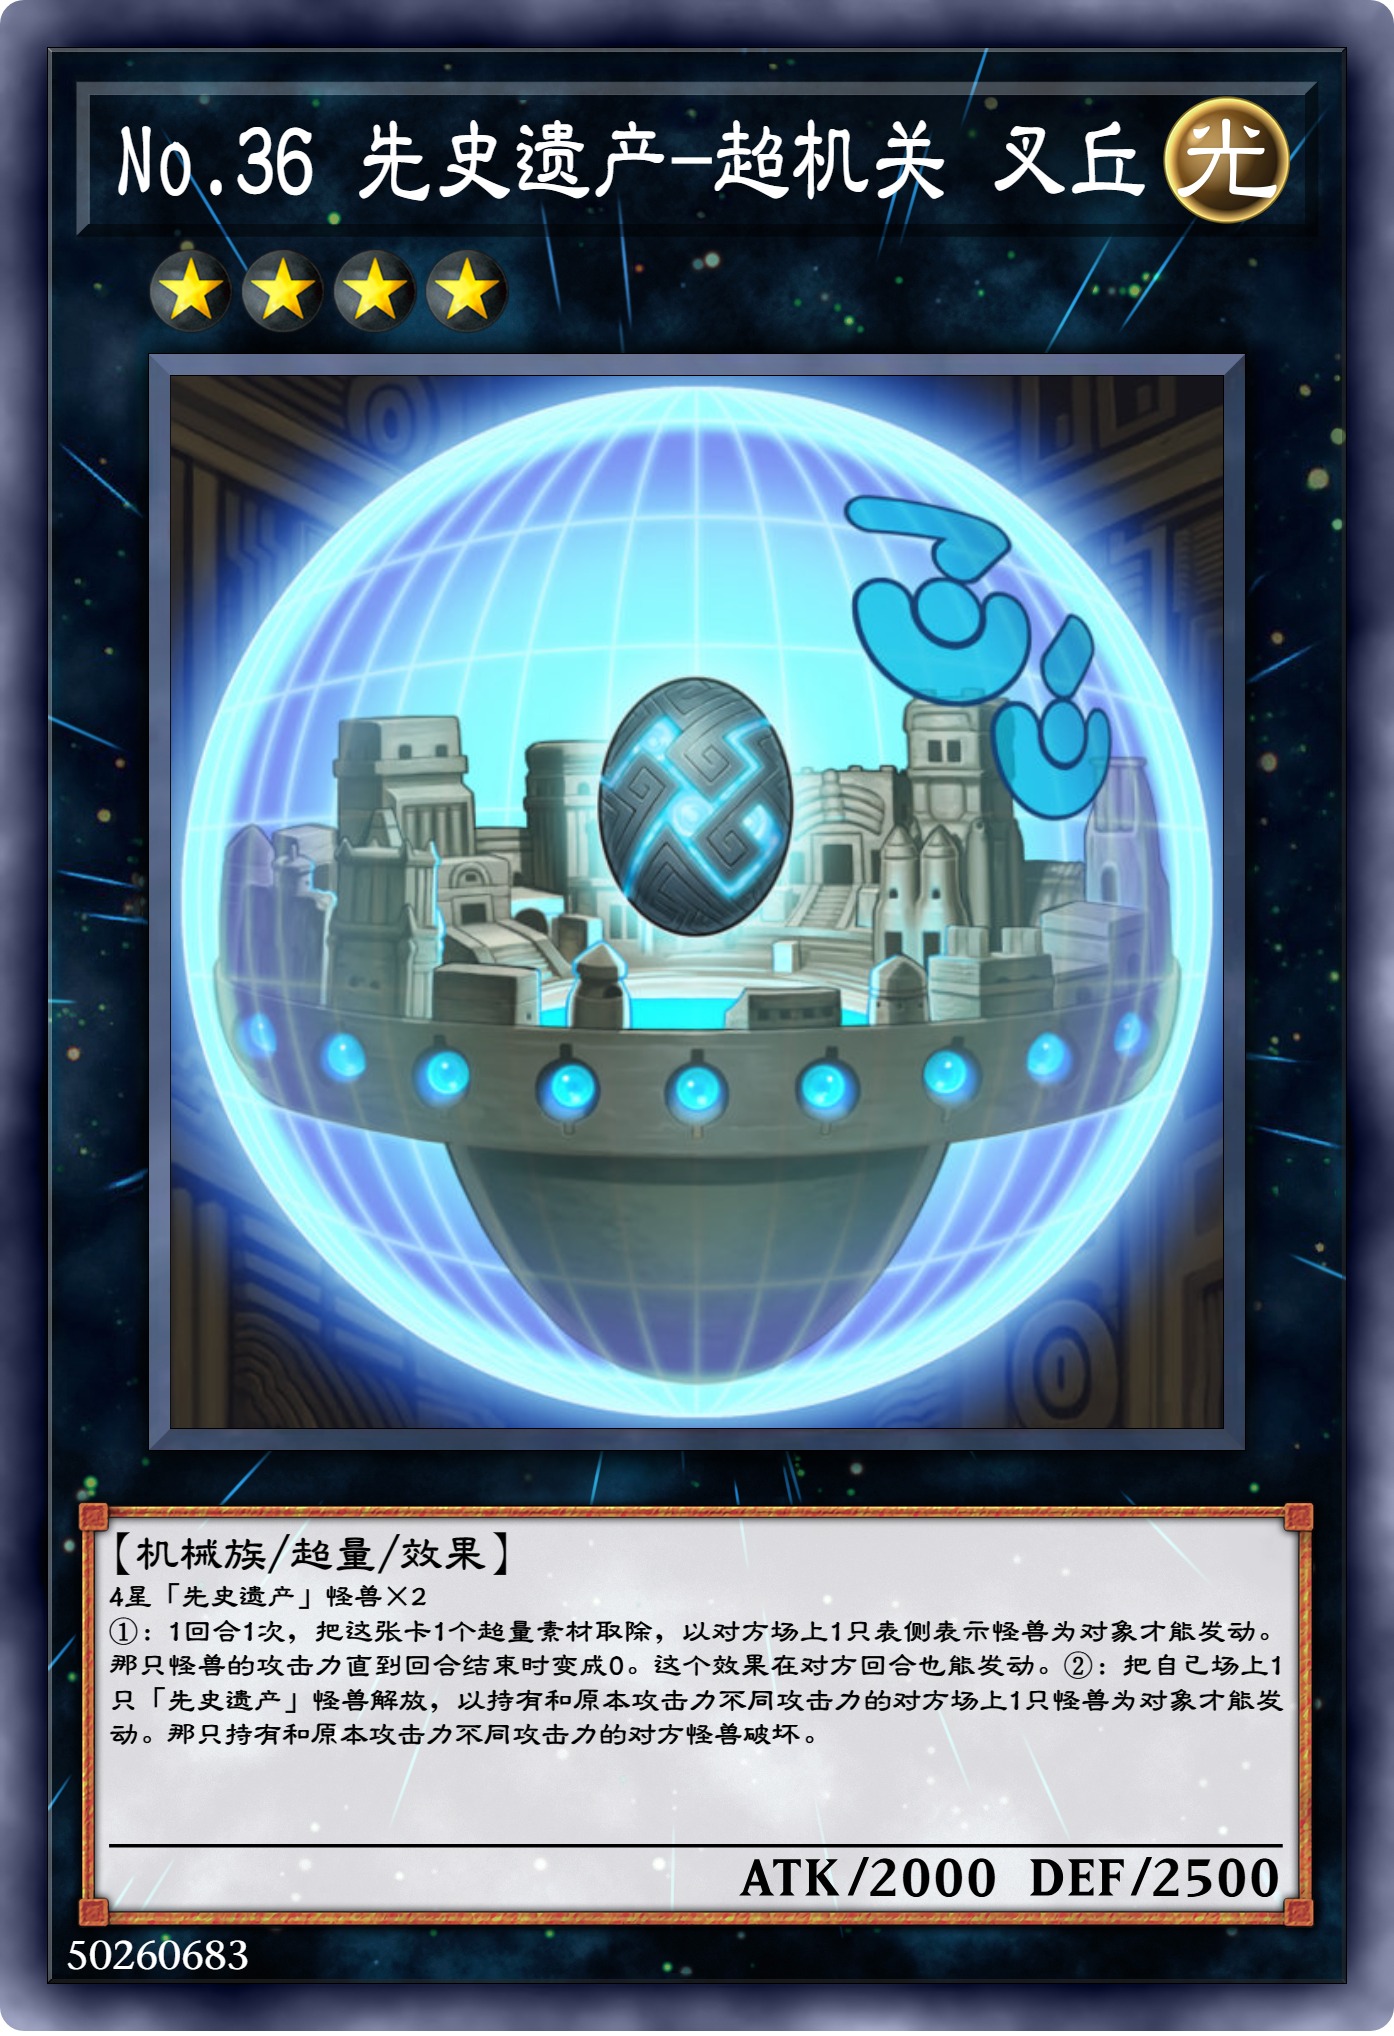 No.36 先史遗产-超机关 叉丘 光
【机械族/超量/效果】
4星「先史遗产」怪兽×2
①：1回合1次，把这张卡1个超量素材取除，以对方场上1只表侧表示怪兽为对象才能发动。
那只怪兽的攻击力直到回合结束时变成0。这个效果在对方回合也能发动。②：把自己场上1
只「先史遗产」怪兽解放，以持有和原本攻击力不同攻击力的对方场上1只怪兽为对象才能发
动。那只持有和原本攻击力不同攻击力的对方怪兽破坏。
ATK/2000 DEF/2500
50260683